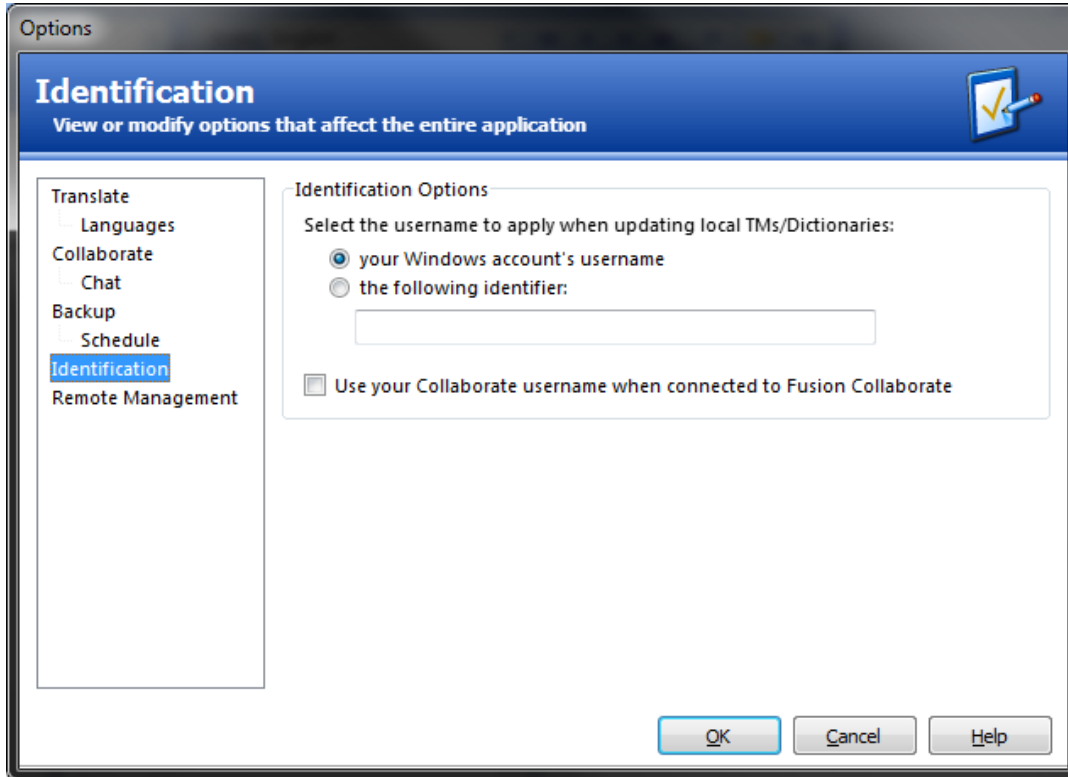 Options
Identification
View or modify options that affect the entire application
Translate
Languages
Collaborate
Chat
Backup
Schedule
Identification
Remote Management
Identification Options
Select the username to apply when updating local TMs/Dictionaries:
your Windows account's username
the following identifier:
Use your Collaborate username when connected to Fusion Collaborate
OK
Cancel
Help